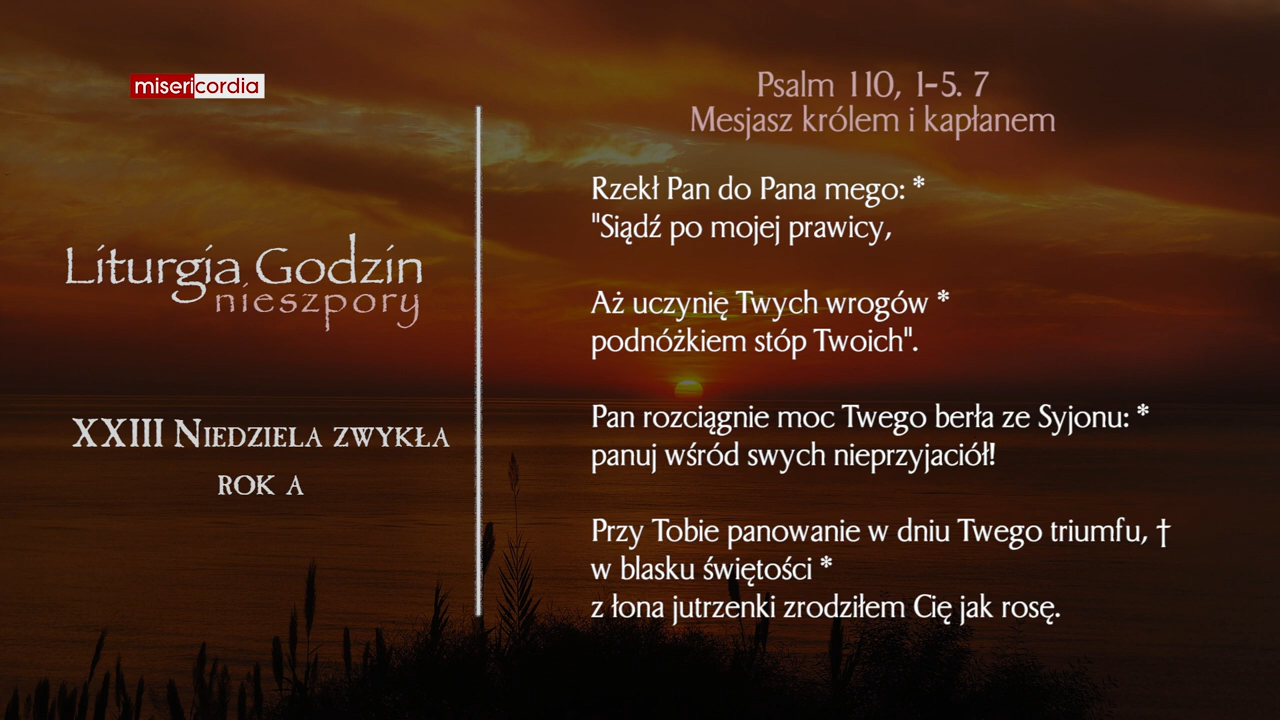 misericordia
Liturgia Godzin
nieszpory
XXIII Niedziela zwykła
rok A
Psalm 110, 1-5. 7
Mesjasz królem i kapłanem
Rzekł Pan do Pana mego: *
"Siądź po mojej prawicy,
Aż uczynię Twych wrogów *
podnóżkiem stóp Twoich".
Pan rozciągnie moc Twego berła ze Syjonu: *
panuj wśród swych nieprzyjaciół!
Przy Tobie panowanie w dniu Twego triumfu, †
w blasku świętości *
z łona jutrzenki zrodziłem Cię jak rosę.